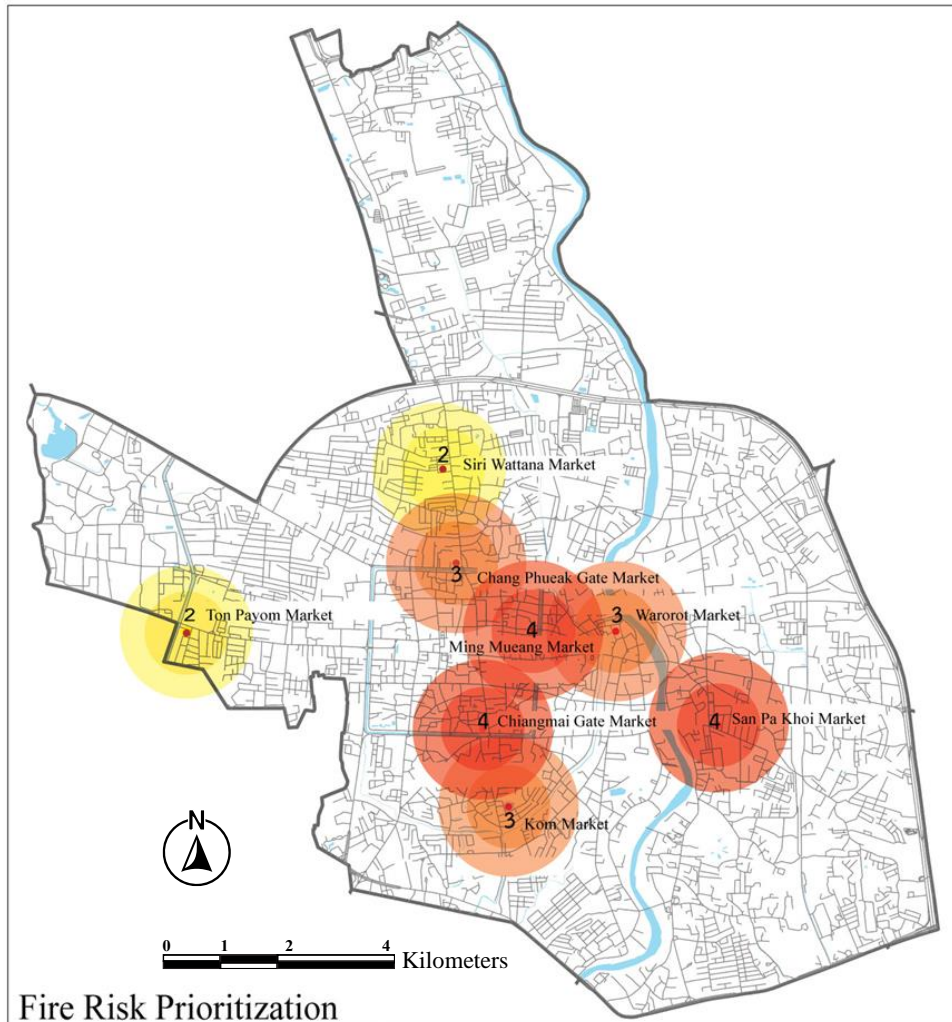 2
Siri Wattana Market
3
Chang Phueak Gate Market
2
Ton Payom Market
4
Ming Mueang Market
3
Warorot Market
4
Chiangmai Gate Market
4
San Pa Khoi Market
3
Kom Market
N
0 1 2 4
Kilometers
Fire Risk Prioritization